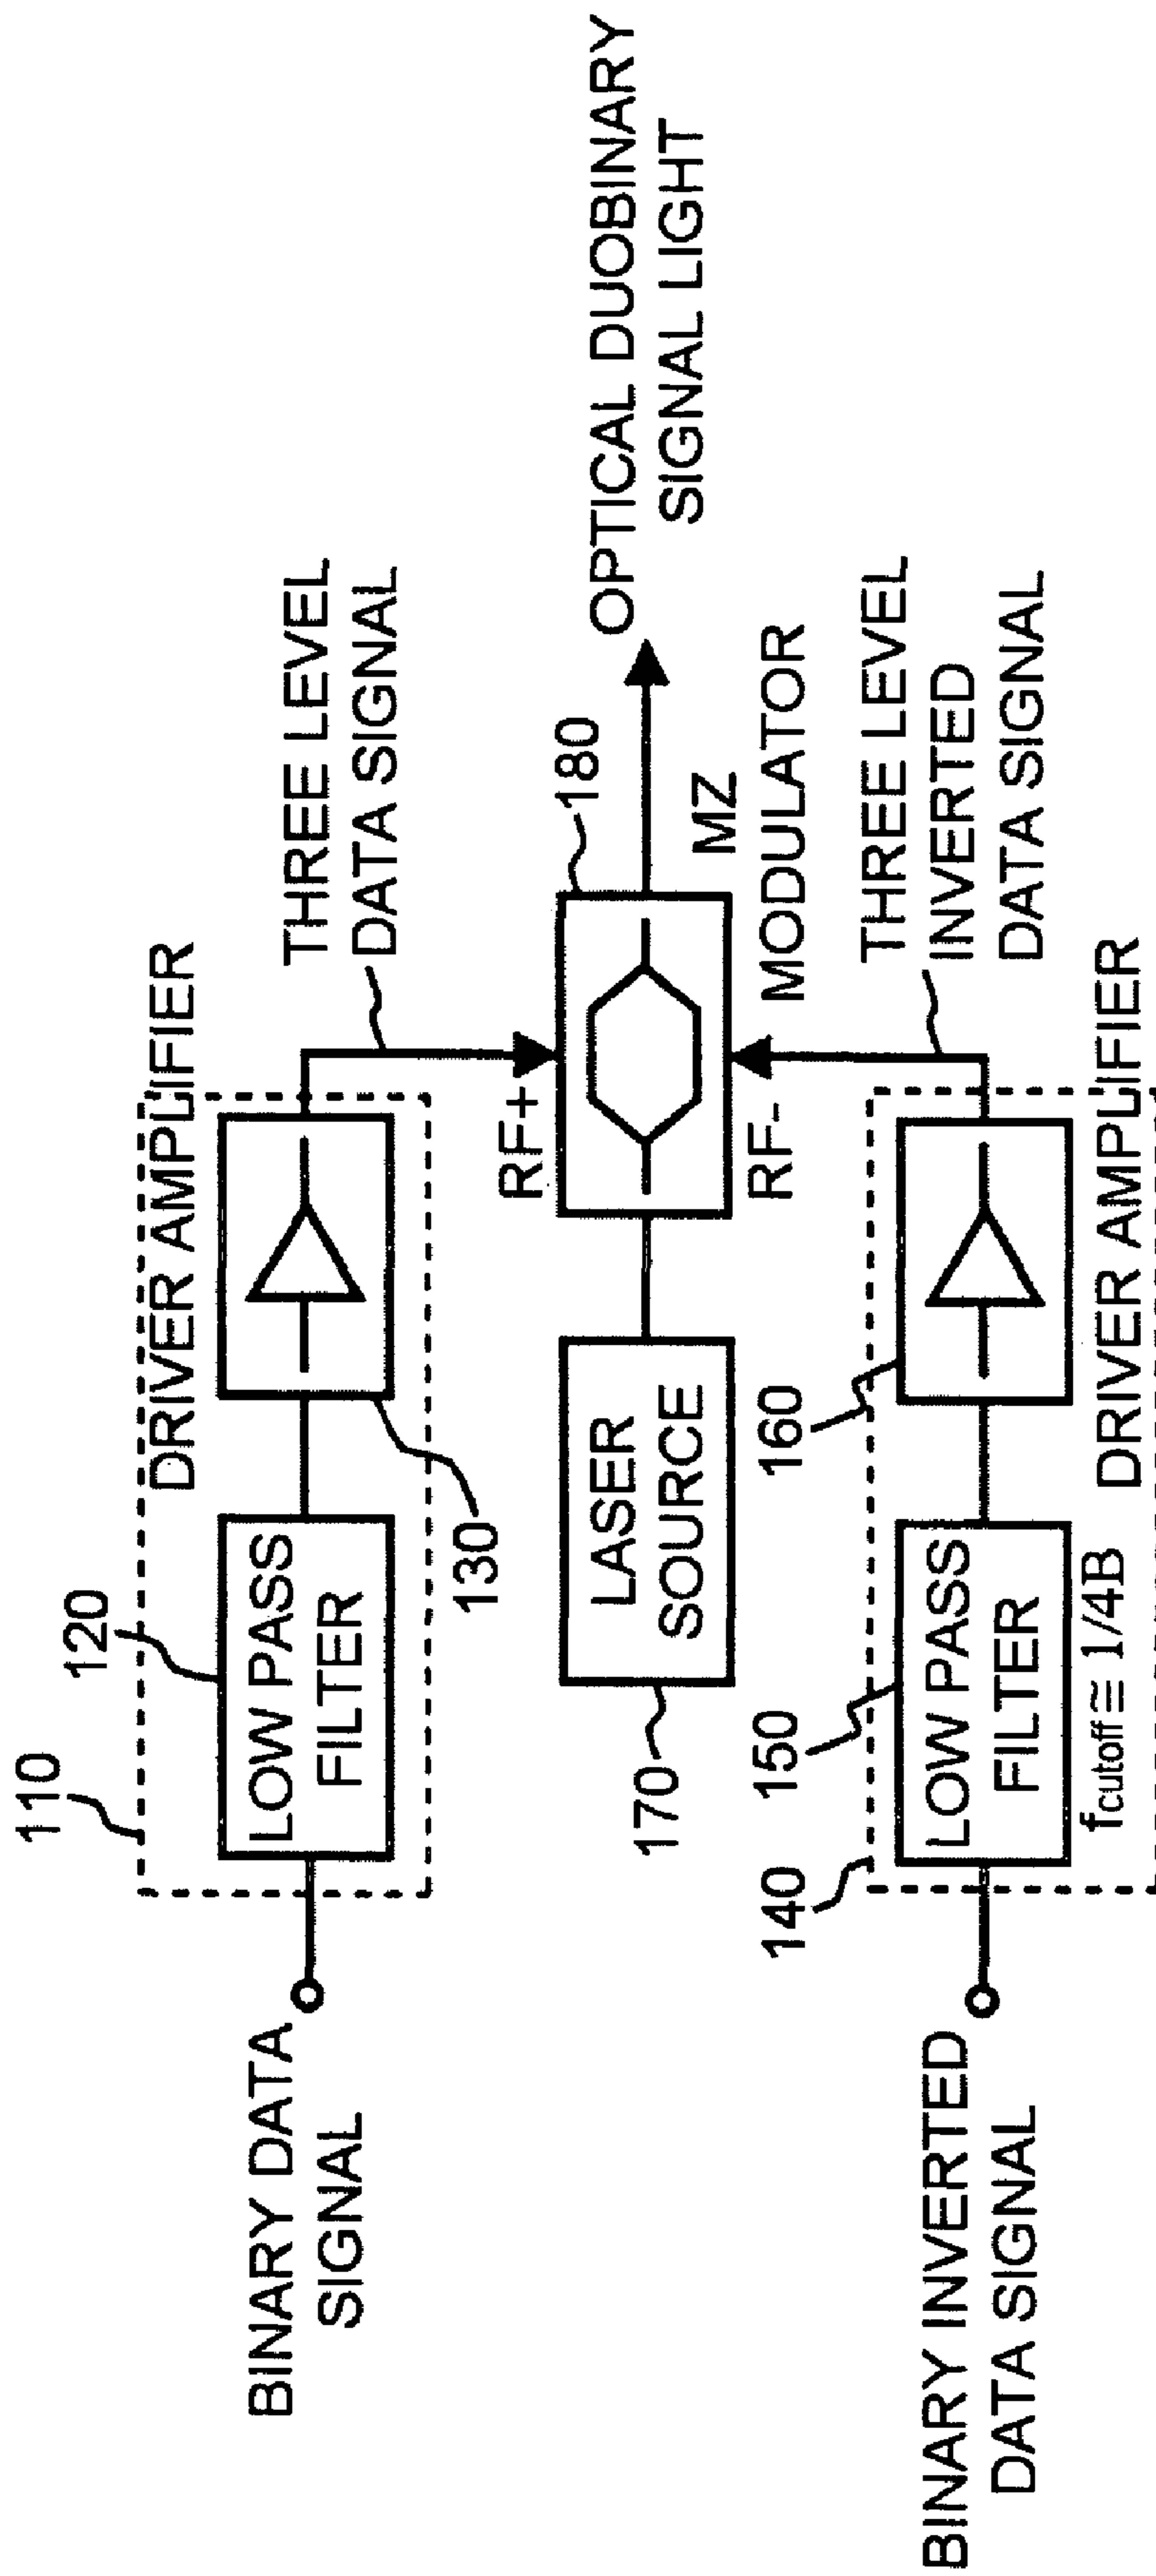 110
120
DRIVER AMPLIFIER
BINARY DATA
SIGNAL
LOW PASS
FILTER
130
THREE LEVEL
DATA SIGNAL
RF+
180
170
LASER
SOURCE
OPTICAL DUOBINARY
SIGNAL LIGHT
MZ
MODULATOR
RF-
140
150
160
THREE LEVEL
INVERTED
DATA SIGNAL
BINARY INVERTED
DATA SIGNAL
LOW PASS
FILTER
fcutoff ≅ 1/4B
DRIVER AMPLIFIER